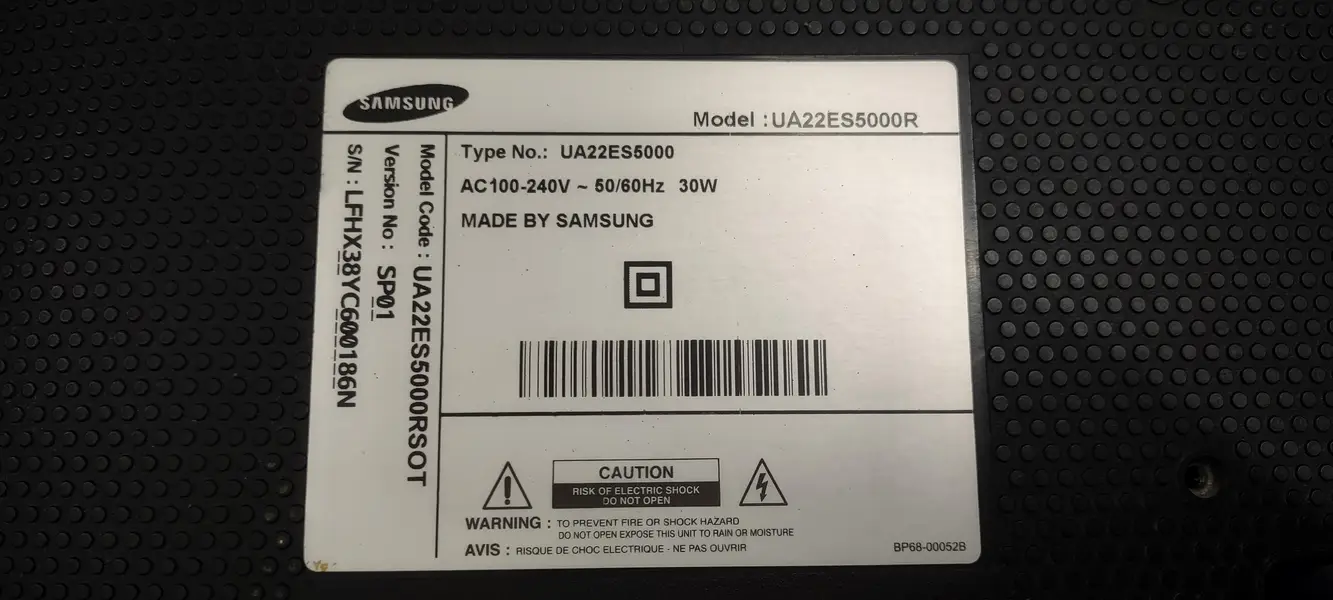 SAMSUNG
Model :UA22ES5000R
Type No.: UA22ES5000
AC100-240V ~ 50/60Hz 30W
MADE BY SAMSUNG
Model Code : UA22ES5000RSOT
Version No : SP01
S/N : LFHX38YC600186N
CAUTION
RISK OF ELECTRIC SHOCK
DO NOT OPEN
WARNING : TO PREVENT FIRE OR SHOCK HAZARD
DO NOT OPEN EXPOSE THIS UNIT TO RAIN OR MOISTURE
AVIS : RISQUE DE CHOC ELECTRIQUE - NE PAS OUVRIR
BP68-00052B